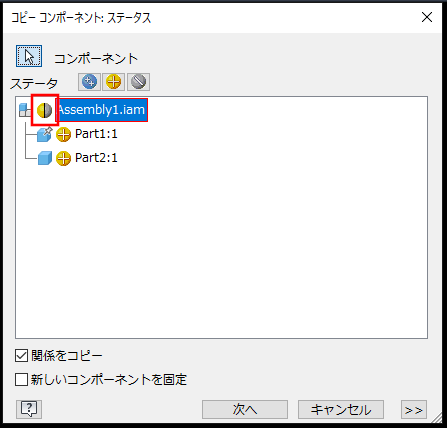 コピー コンポーネント: ステータス
コンポーネント
ステータ
Assembly1.iam
Part1:1
Part2:1
関係をコピー
新しいコンポーネントを固定
次へ
キャンセル
>>